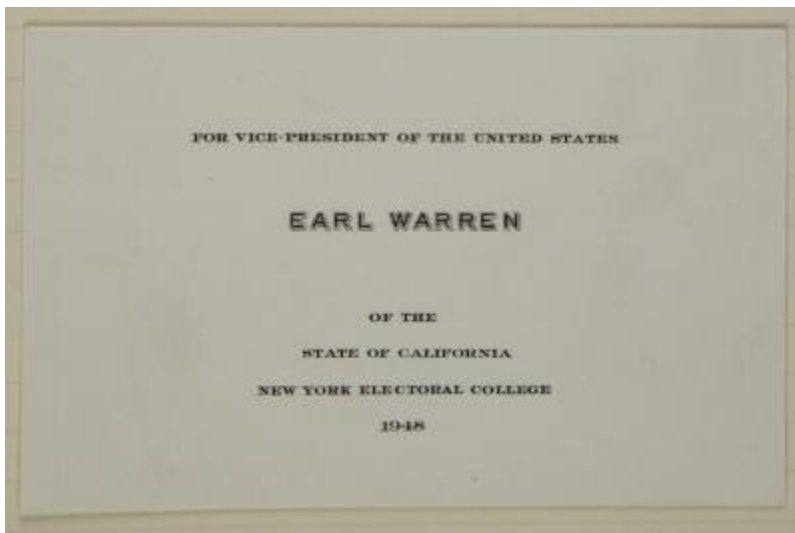 FOR VICE-PRESIDENT OF THE UNITED STATES
EARL WARREN
OF THE
STATE OF CALIFORNIA
NEW YORK ELECTORAL COLLEGE
1948